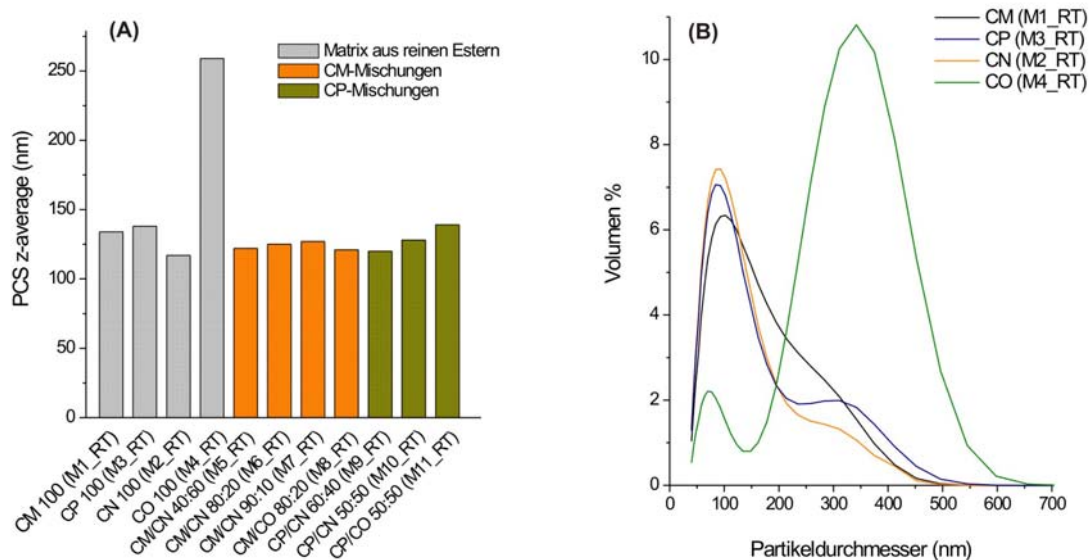 (A)
Matrix aus reinen Estern
CM-Mischungen
CP-Mischungen
PCS z-average (nm)
250
200
150
100
50
0
CM 100 (M1_RT)
CP 100 (M3_RT)
CN 100 (M2_RT)
CO 100 (M4_RT)
CM/CN 40:60 (M5_RT)
CM/CN 80:20 (M6_RT)
CM/CN 90:10 (M7_RT)
CM/CO 80:20 (M8_RT)
CP/CN 60:40 (M9_RT)
CP/CN 50:50 (M10_RT)
CP/CO 50:50 (M11_RT)
(B)
CM (M1_RT)
CP (M3_RT)
CN (M2_RT)
CO (M4_RT)
Volumen %
10
8
6
4
2
0
0 100 200 300 400 500 600 700
Partikeldurchmesser (nm)